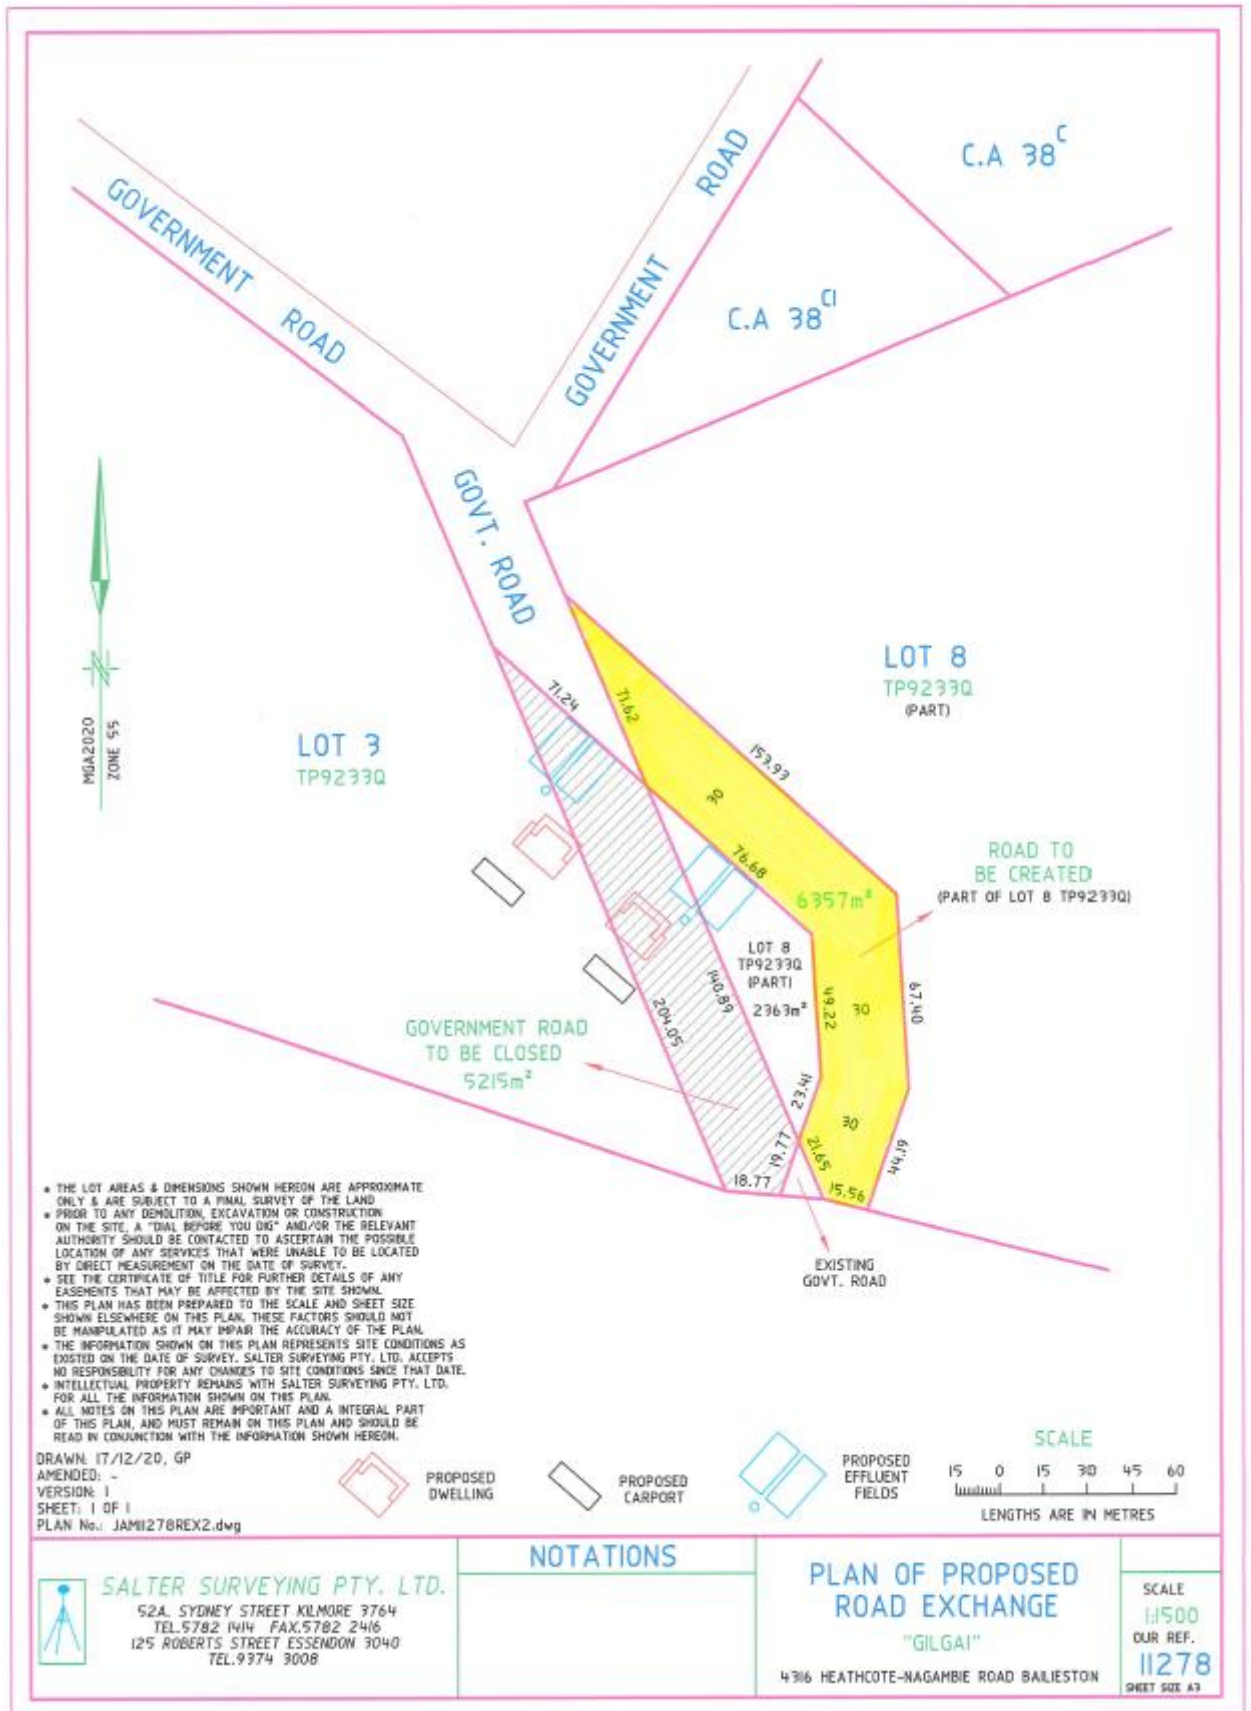 C.A 38 C
GOVERNMENT ROAD
GOVERNMENT ROAD
C.A 38 C1
GOVT. ROAD
LOT 8
TP9233Q
(PART)
LOT 3
TP9233Q
MGA2020
ZONE 55
71.24
71.62
153.93
30
76.68
6357m²
ROAD TO
BE CREATED
(PART OF LOT 8 TP9233Q)
LOT 8
TP9233Q
(PART)
2363m²
140.89
204.05
49.22
30
67.40
GOVERNMENT ROAD
TO BE CLOSED
5215m²
23.41
30
19.77
21.65
44.19
18.77
15.56
EXISTING
GOVT. ROAD
* THE LOT AREAS & DIMENSIONS SHOWN HEREON ARE APPROXIMATE
ONLY & ARE SUBJECT TO A FINAL SURVEY OF THE LAND
* PRIOR TO ANY DEMOLITION, EXCAVATION OR CONSTRUCTION
ON THE SITE, A "DIAL BEFORE YOU DIG" AND/OR THE RELEVANT
AUTHORITY SHOULD BE CONTACTED TO ASCERTAIN THE POSSIBLE
LOCATION OF ANY SERVICES THAT WERE UNABLE TO BE LOCATED
BY DIRECT MEASUREMENT ON THE DATE OF SURVEY.
* SEE THE CERTIFICATE OF TITLE FOR FURTHER DETAILS OF ANY
EASEMENTS THAT MAY BE AFFECTED BY THE SITE SHOWN.
* THIS PLAN HAS BEEN PREPARED TO THE SCALE AND SHEET SIZE
SHOWN ELSEWHERE ON THIS PLAN. THESE FACTORS SHOULD NOT
BE MANIPULATED AS IT MAY IMPAIR THE ACCURACY OF THE PLAN.
* THE INFORMATION SHOWN ON THIS PLAN REPRESENTS SITE CONDITIONS AS
EXISTED ON THE DATE OF SURVEY. SALTER SURVEYING PTY. LTD. ACCEPTS
NO RESPONSIBILITY FOR ANY CHANGES TO SITE CONDITIONS SINCE THAT DATE.
* INTELLECTUAL PROPERTY REMAINS WITH SALTER SURVEYING PTY. LTD.
FOR ALL THE INFORMATION SHOWN ON THIS PLAN.
* ALL NOTES ON THIS PLAN ARE IMPORTANT AND A INTEGRAL PART
OF THIS PLAN, AND MUST REMAIN ON THIS PLAN AND SHOULD BE
READ IN CONJUNCTION WITH THE INFORMATION SHOWN HEREON.
DRAWN: 17/12/20, GP
AMENDED: -
VERSION: 1
SHEET: 1 OF 1
PLAN No.: JAM11278REX2.dwg
PROPOSED
DWELLING
PROPOSED
CARPORT
PROPOSED
EFFLUENT
FIELDS
SCALE
15 0 15 30 45 60
LENGTHS ARE IN METRES
SALTER SURVEYING PTY. LTD.
52A. SYDNEY STREET KILMORE 3764
TEL.5782 1414 FAX.5782 2416
125 ROBERTS STREET ESSENDON 3040
TEL.9374 3008
NOTATIONS
PLAN OF PROPOSED
ROAD EXCHANGE
"GILGAI"
4316 HEATHCOTE-NAGAMBIE ROAD BAILIESTON
SCALE
1:1500
OUR REF.
11278
SHEET SIZE A3